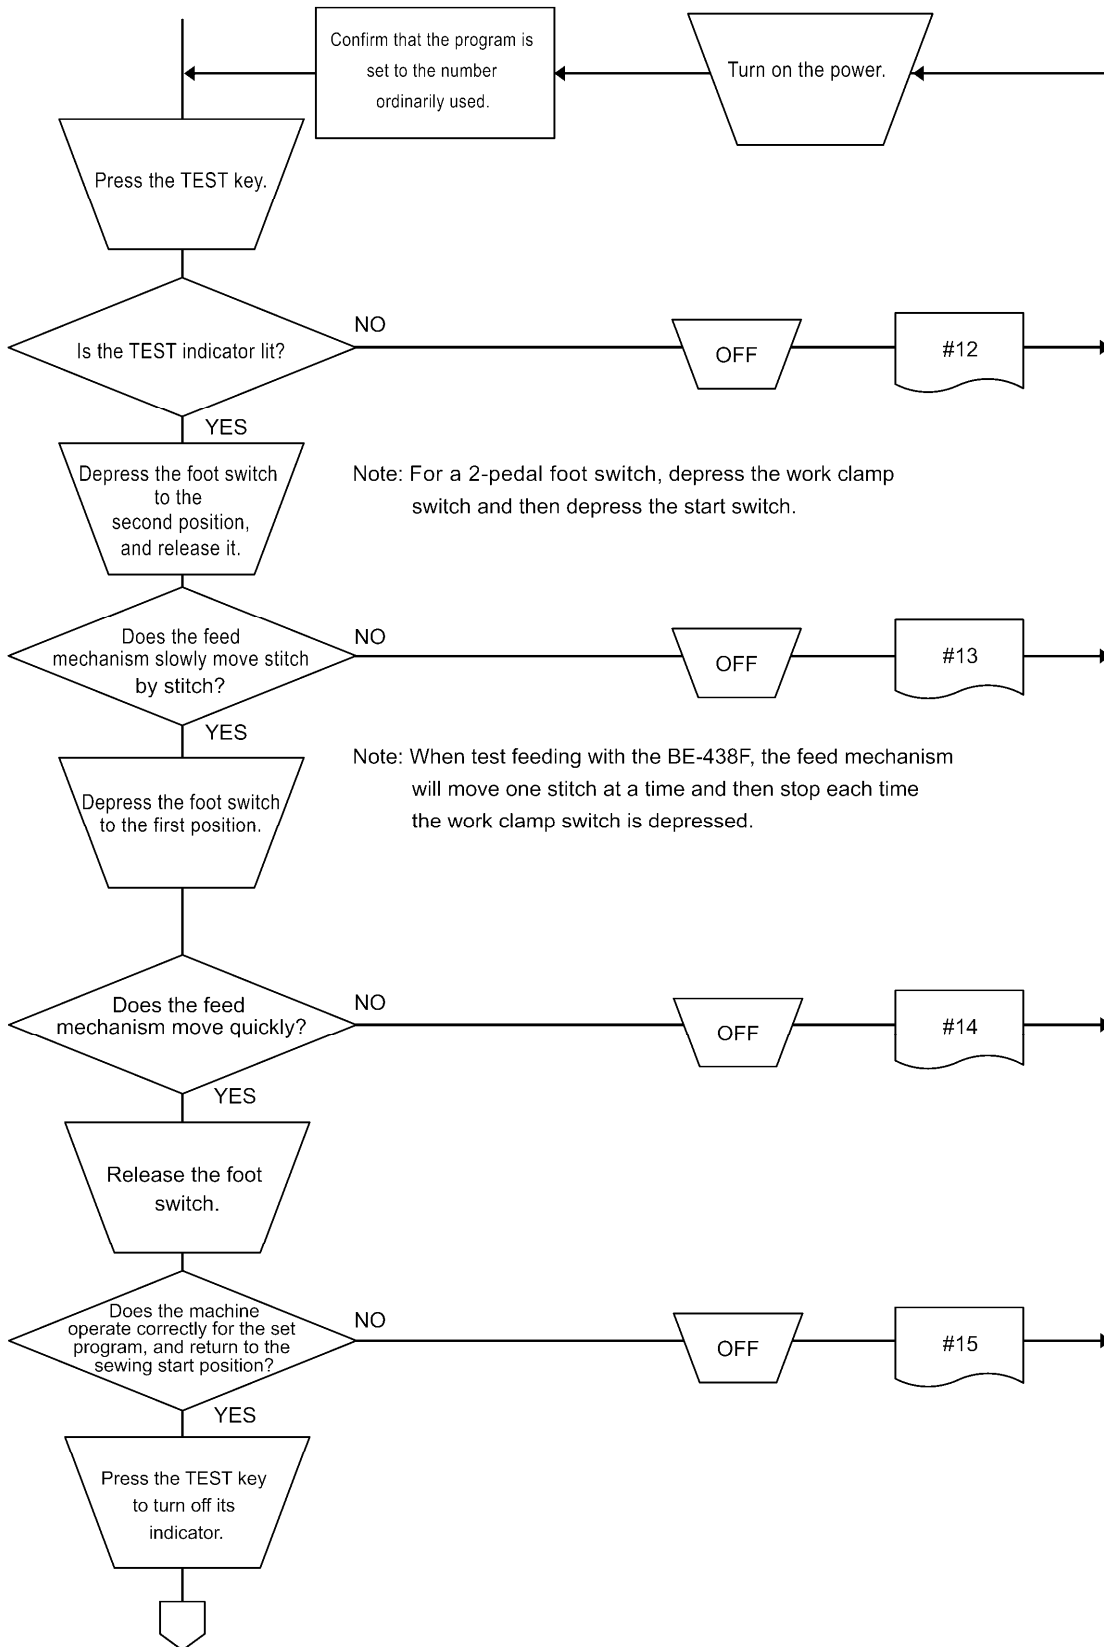 Confirm that the program is
set to the number
ordinarily used.
Turn on the power.
Press the TEST key.
Is the TEST indicator lit?
NO
OFF
#12
YES
Depress the foot switch
to the
second position,
and release it.
Note: For a 2-pedal foot switch, depress the work clamp
switch and then depress the start switch.
Does the feed
mechanism slowly move stitch
by stitch?
NO
OFF
#13
YES
Note: When test feeding with the BE-438F, the feed mechanism
will move one stitch at a time and then stop each time
the work clamp switch is depressed.
Depress the foot switch
to the first position.
Does the feed
mechanism move quickly?
NO
OFF
#14
YES
Release the foot
switch.
Does the machine
operate correctly for the set
program, and return to the
sewing start position?
NO
OFF
#15
YES
Press the TEST key
to turn off its
indicator.